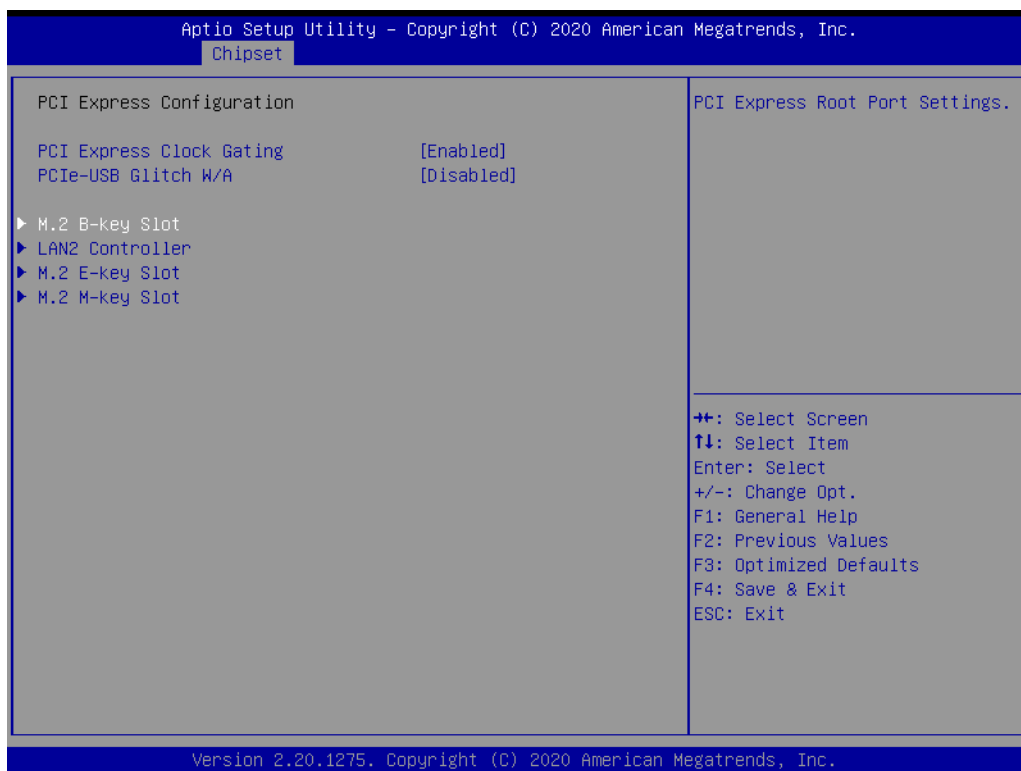 Aptio Setup Utility – Copyright (C) 2020 American Megatrends, Inc.
Chipset
PCI Express Configuration
PCI Express Clock Gating [Enabled]
PCIe-USB Glitch W/A [Disabled]
▶ M.2 B-key Slot
▶ LAN2 Controller
▶ M.2 E-key Slot
▶ M.2 M-key Slot
PCI Express Root Port Settings.
→←: Select Screen
↑↓: Select Item
Enter: Select
+/-: Change Opt.
F1: General Help
F2: Previous Values
F3: Optimized Defaults
F4: Save & Exit
ESC: Exit
Version 2.20.1275. Copyright (C) 2020 American Megatrends, Inc.